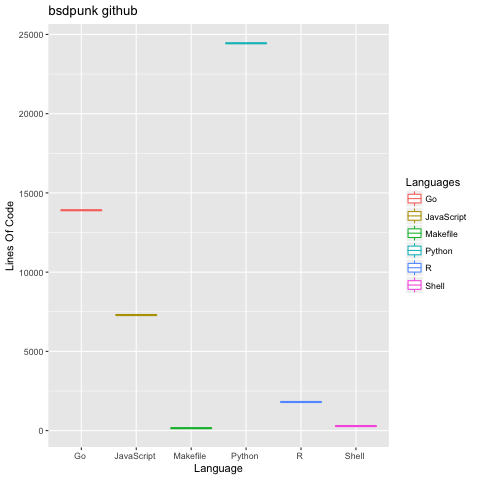 bsdpunk github
25000
20000
15000
10000
5000
0
Lines Of Code
Go JavaScript Makefile Python R Shell
Language
Languages
Go
JavaScript
Makefile
Python
R
Shell